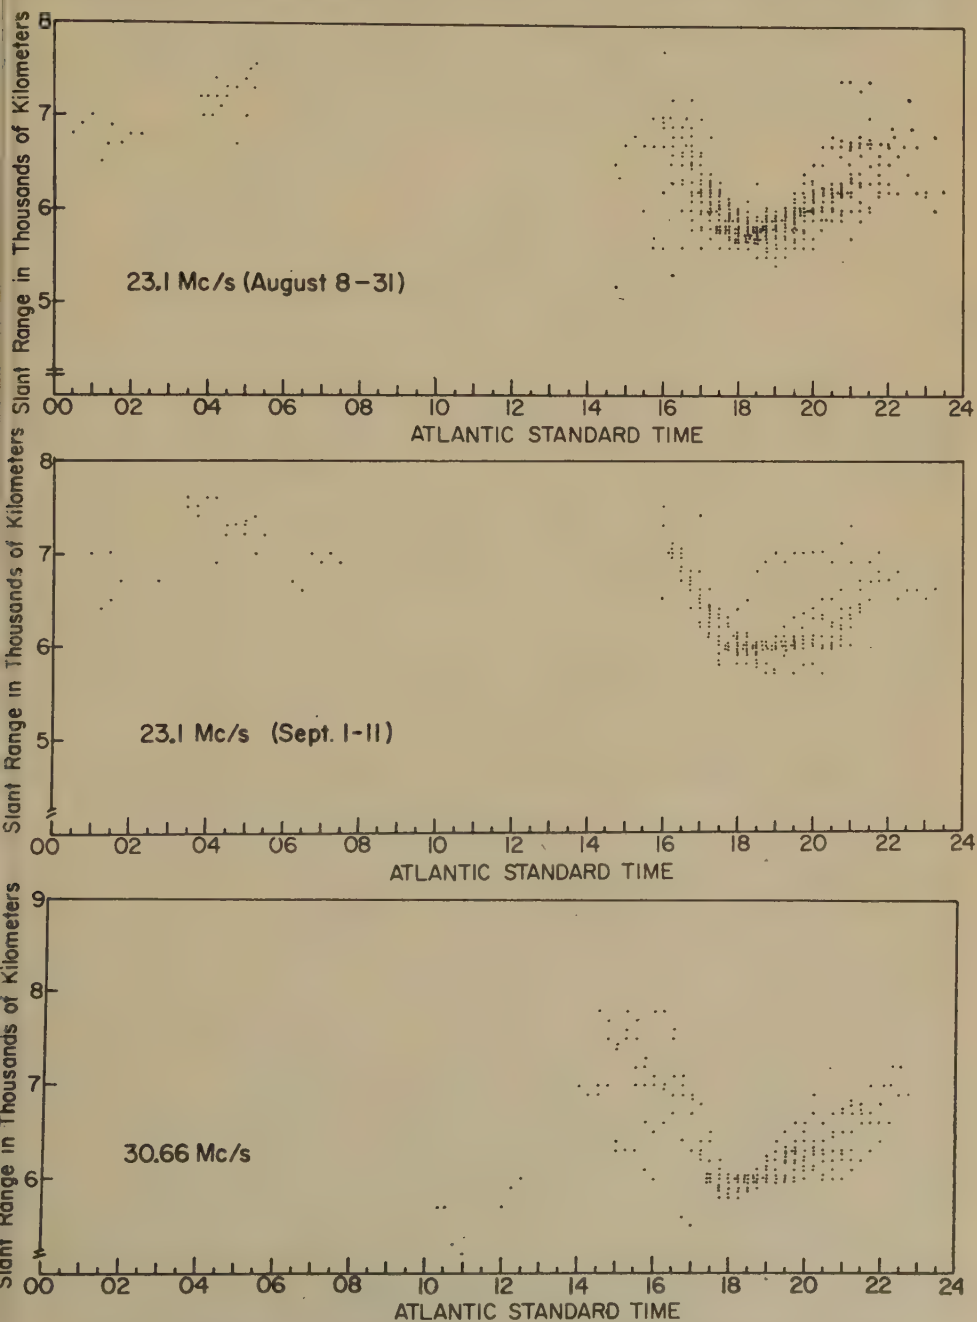 Slant Range in Thousands of Kilometers
8
7
6
5
23.1 Mc/s (August 8-31)
00 02 04 06 08 10 12 14 16 18 20 22 24
ATLANTIC STANDARD TIME
Slant Range in Thousands of Kilometers
8
7
6
5
23.1 Mc/s (Sept. 1-11)
00 02 04 06 08 10 12 14 16 18 20 22 24
ATLANTIC STANDARD TIME
Slant Range in Thousands of Kilometers
9
8
7
6
30.66 Mc/s
00 02 04 06 08 10 12 14 16 18 20 22 24
ATLANTIC STANDARD TIME